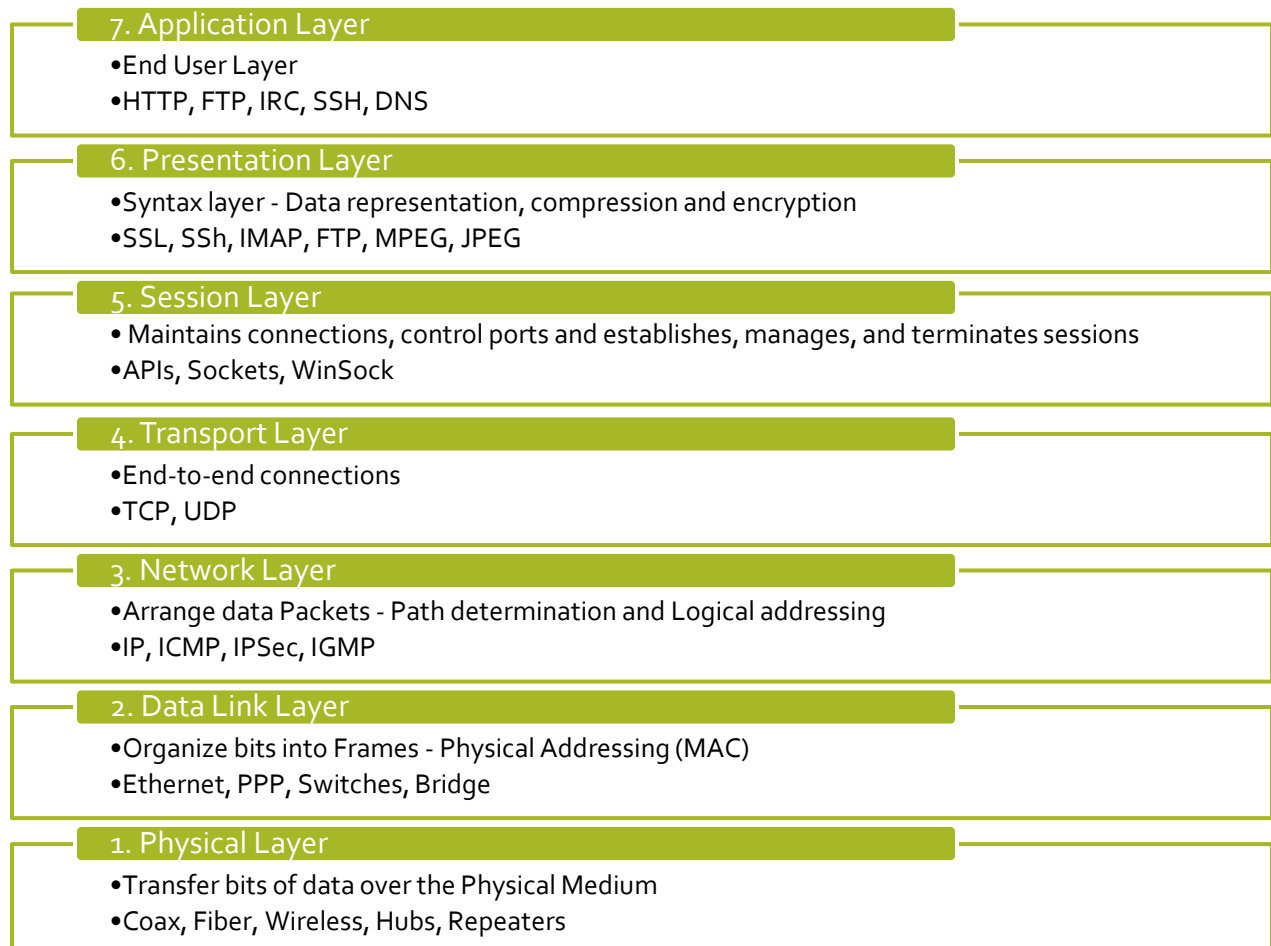 7. Application Layer
•End User Layer
•HTTP, FTP, IRC, SSH, DNS
6. Presentation Layer
•Syntax layer - Data representation, compression and encryption
•SSL, SSh, IMAP, FTP, MPEG, JPEG
5. Session Layer
• Maintains connections, control ports and establishes, manages, and terminates sessions
•APIs, Sockets, WinSock
4. Transport Layer
•End-to-end connections
•TCP, UDP
3. Network Layer
•Arrange data Packets - Path determination and Logical addressing
•IP, ICMP, IPSec, IGMP
2. Data Link Layer
•Organize bits into Frames - Physical Addressing (MAC)
•Ethernet, PPP, Switches, Bridge
1. Physical Layer
•Transfer bits of data over the Physical Medium
•Coax, Fiber, Wireless, Hubs, Repeaters